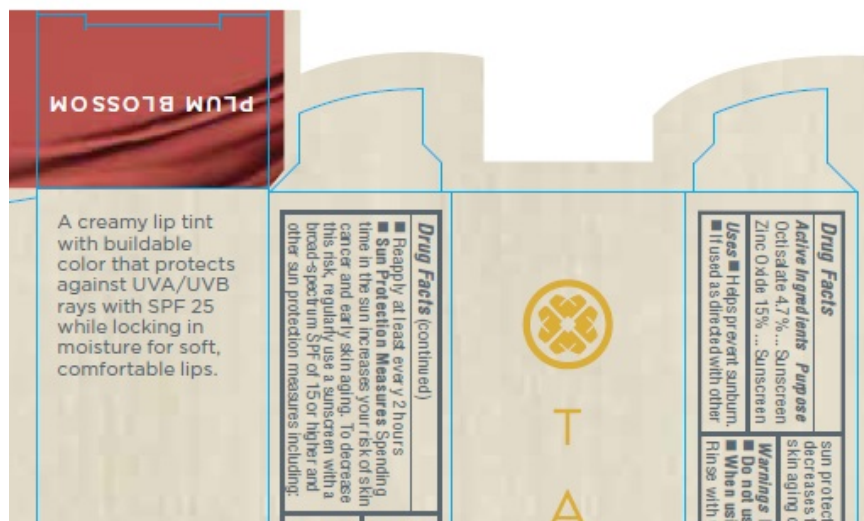 PLUM BLOSSOM
A creamy lip tint
with buildable
color that protects
against UVA/UVB
rays with SPF 25
while locking in
moisture for soft,
comfortable lips.
Drug Facts (continued)
■ Reapply at least every 2 hours
■ Sun Protection Measures Spending
time in the sun increases your risk of skin
cancer and early skin aging. To decrease
this risk, regularly use a sunscreen with a
broad-spectrum SPF of 15 or higher and
other sun protection measures including:
T
A
Drug Facts
Active Ingredients Purpose
Octisalate 4.7% ... Sunscreen
Zinc Oxide 15% ... Sunscreen
Uses ■ Helps prevent sunburn.
■ If used as directed with other
sun
decreases
skin aging
Warnings
■ Do not
■ When
Rinse with